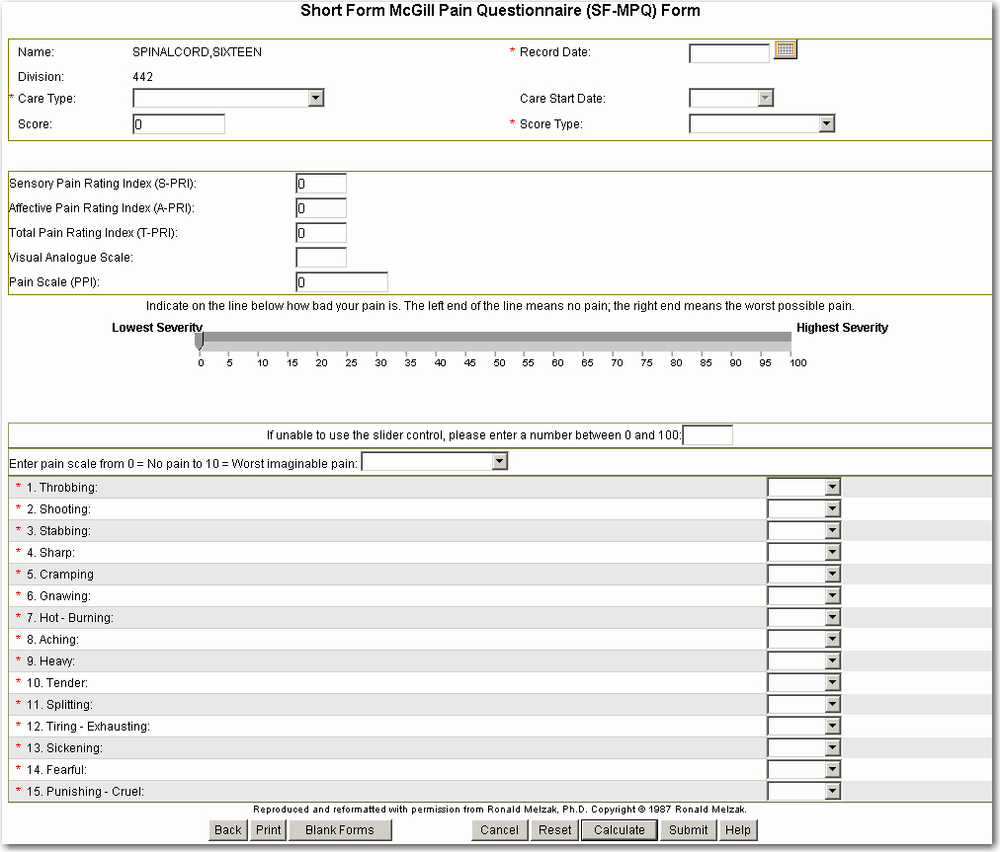 Short Form McGill Pain Questionnaire (SF-MPQ) Form
Name: SPINALCORD,SIXTEEN * Record Date:
Division: 442
* Care Type: Care Start Date:
Score: 0 * Score Type:
Sensory Pain Rating Index (S-PRI): 0
Affective Pain Rating Index (A-PRI): 0
Total Pain Rating Index (T-PRI): 0
Visual Analogue Scale:
Pain Scale (PPI): 0
Indicate on the line below how bad your pain is. The left end of the line means no pain; the right end means the worst possible pain.
Lowest Severity Highest Severity
0 5 10 15 20 25 30 35 40 45 50 55 60 65 70 75 80 85 90 95 100
If unable to use the slider control, please enter a number between 0 and 100:
Enter pain scale from 0 = No pain to 10 = Worst imaginable pain:
* 1. Throbbing:
* 2. Shooting:
* 3. Stabbing:
* 4. Sharp:
* 5. Cramping
* 6. Gnawing:
* 7. Hot - Burning:
* 8. Aching:
* 9. Heavy:
* 10. Tender:
* 11. Splitting:
* 12. Tiring - Exhausting:
* 13. Sickening:
* 14. Fearful:
* 15. Punishing - Cruel:
Reproduced and reformatted with permission from Ronald Melzak, Ph.D. Copyright © 1987 Ronald Melzak.
Back Print Blank Forms Cancel Reset Calculate Submit Help